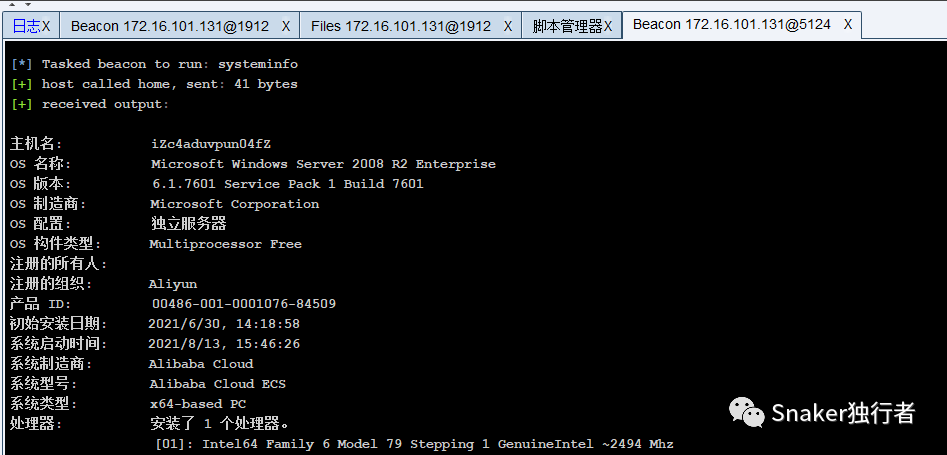 日志X Beacon 172.16.101.131@1912 X Files 172.16.101.131@1912 X 脚本管理器X Beacon 172.16.101.131@5124 X
[*] Tasked beacon to run: systeminfo
[+] host called home, sent: 41 bytes
[+] received output:
主机名: iZc4aduvpun04fZ
OS 名称: Microsoft Windows Server 2008 R2 Enterprise
OS 版本: 6.1.7601 Service Pack 1 Build 7601
OS 制造商: Microsoft Corporation
OS 配置: 独立服务器
OS 构件类型: Multiprocessor Free
注册的所有人:
注册的组织: Aliyun
产品 ID: 00486-001-0001076-84509
初始安装日期: 2021/6/30, 14:18:58
系统启动时间: 2021/8/13, 15:46:26
系统制造商: Alibaba Cloud
系统型号: Alibaba Cloud ECS
系统类型: x64-based PC
处理器: 安装了 1 个处理器。
[01]: Intel64 Family 6 Model 79 Stepping 1 GenuineIntel ~2494 Mhz
Snaker独行者